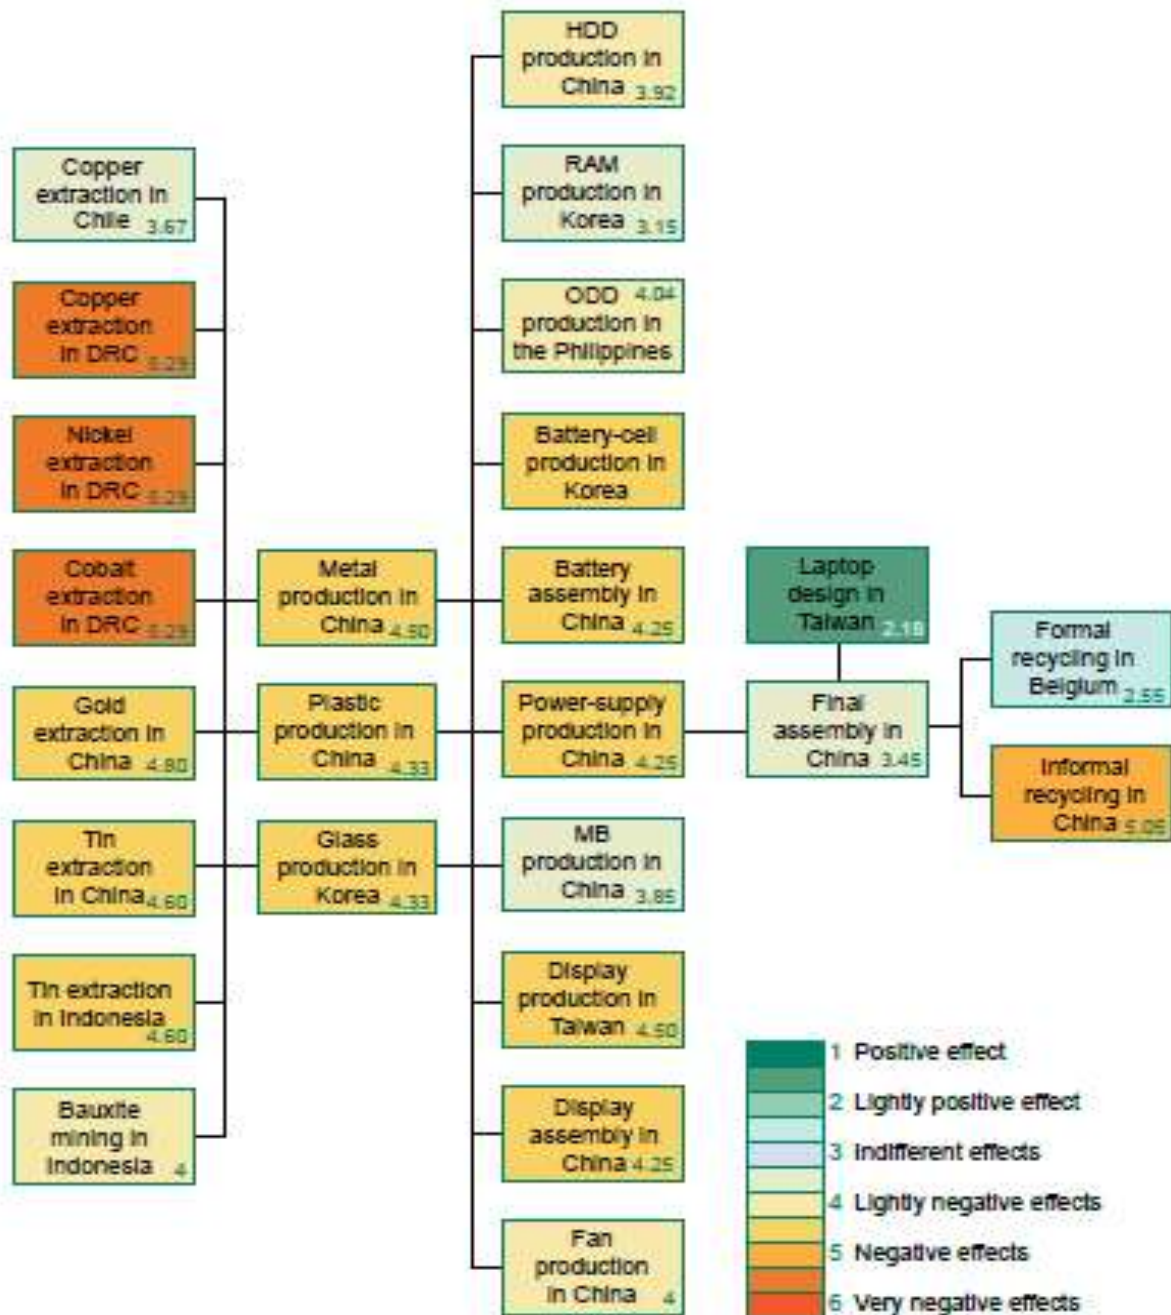 HDD
production in
China 3.92
Copper
extraction in
Chile 3.67
RAM
production in
Korea 3.15
Copper
extraction
in DRC 5.29
ODD 4.04
production in
the Philippines
Nickel
extraction
in DRC 5.29
Battery-cell
production in
Korea
Cobalt
extraction
in DRC 5.29
Metal
production in
China 4.50
Battery
assembly in
China 4.25
Laptop
design in
Taiwan
Formal
recycling in
Belgium 2.55
Gold
extraction in
China 4.80
Plastic
production in
China 4.33
Power-supply
production in
China 4.25
Final
assembly in
China 3.45
Informal
recycling in
China 5.05
Tin
extraction
in China 4.60
Glass
production in
Korea 4.33
MB
production in
China 3.85
Tin extraction
in Indonesia
4.60
Display
production in
Taiwan 4.50
Bauxite
mining in
Indonesia 4
Display
assembly in
China 4.25
Fan
production
in China 4
1 Positive effect
2 Lightly positive effect
3 Indifferent effects
4 Lightly negative effects
5 Negative effects
6 Very negative effects